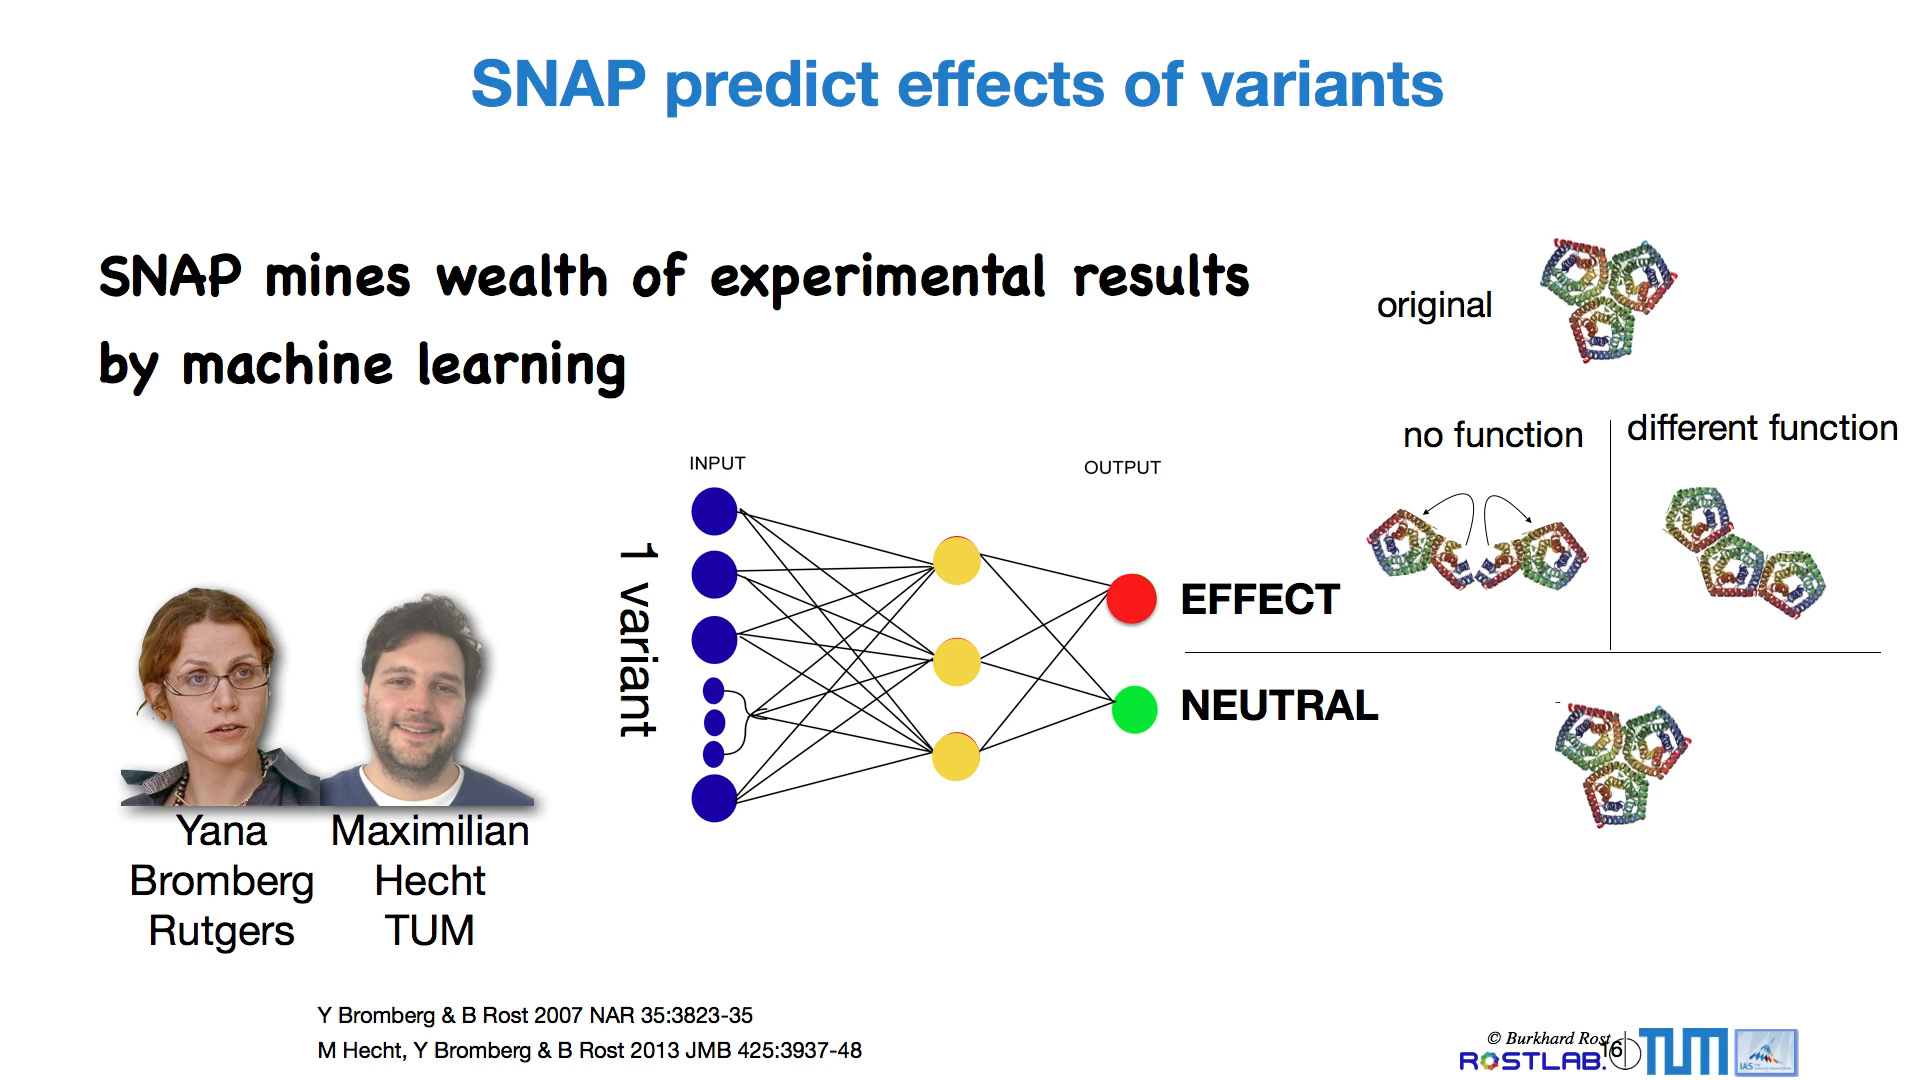 SNAP predict effects of variants
SNAP mines wealth of experimental results
by machine learning
original
no function
different function
INPUT
OUTPUT
1 variant
EFFECT
NEUTRAL
Yana
Bromberg
Rutgers
Maximilian
Hecht
TUM
Y Bromberg & B Rost 2007 NAR 35:3823-35
M Hecht, Y Bromberg & B Rost 2013 JMB 425:3937-48
© Burkhard Rost
ROSTLAB.
16
TUM
IAS